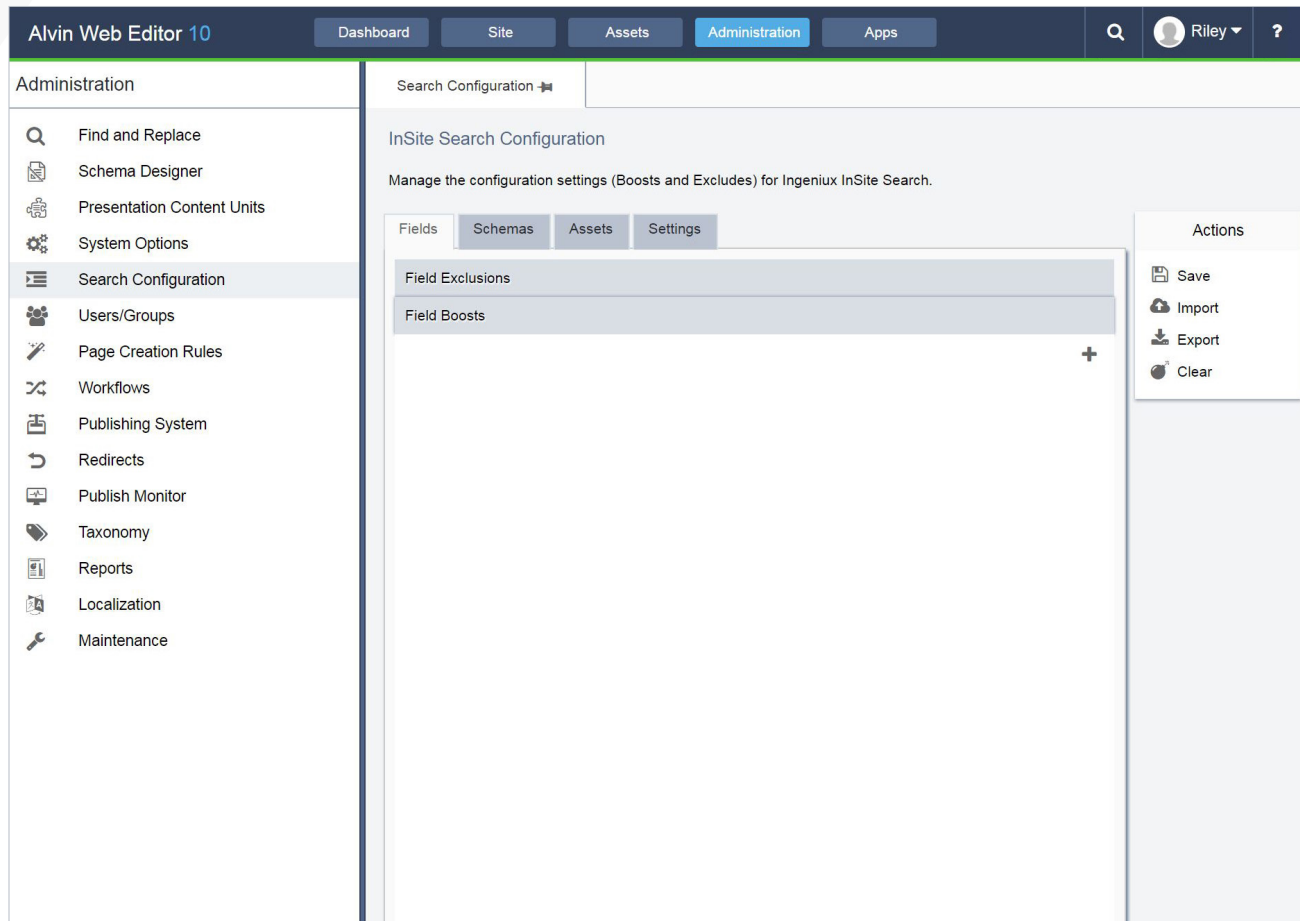 Alvin Web Editor 10
Dashboard
Site
Assets
Administration
Apps
Riley
?
Administration
Find and Replace
Schema Designer
Presentation Content Units
System Options
Search Configuration
Users/Groups
Page Creation Rules
Workflows
Publishing System
Redirects
Publish Monitor
Taxonomy
Reports
Localization
Maintenance
Search Configuration
InSite Search Configuration
Manage the configuration settings (Boosts and Excludes) for Ingeniux InSite Search.
Fields
Schemas
Assets
Settings
Field Exclusions
Field Boosts
Actions
Save
Import
Export
Clear